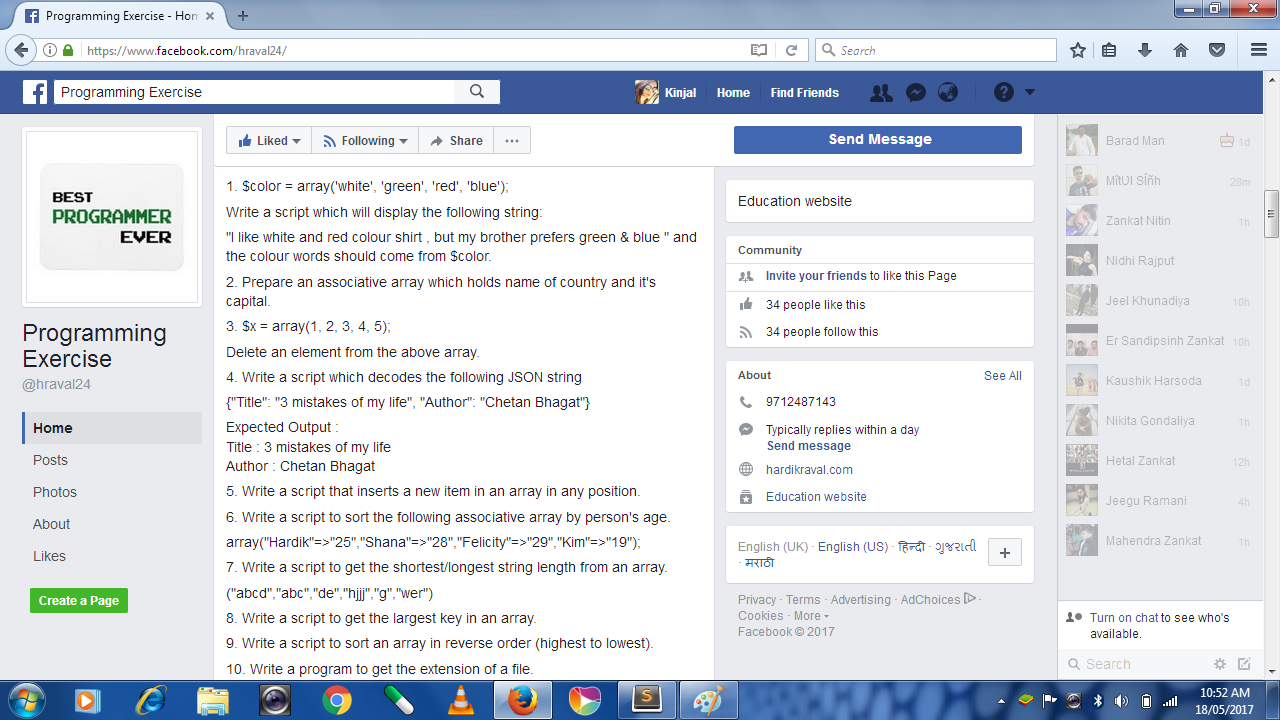 Programming Exercise - Hon
https://www.facebook.com/hraval24/
Search
Programming Exercise
Kinjal
Home
Find Friends
BEST
PROGRAMMER
EVER
Programming
Exercise
@hraval24
Home
Posts
Photos
About
Likes
Create a Page
Liked
Following
Share
Send Message
1. $color = array('white', 'green', 'red', 'blue');
Write a script which will display the following string:
"I like white and red colour shirt , but my brother prefers green & blue " and
the colour words should come from $color.
2. Prepare an associative array which holds name of country and it's
capital.
3. $x = array(1, 2, 3, 4, 5);
Delete an element from the above array.
4. Write a script which decodes the following JSON string
{"Title": "3 mistakes of my life", "Author": "Chetan Bhagat"}
Expected Output :
Title : 3 mistakes of my life
Author : Chetan Bhagat
5. Write a script that inserts a new item in an array in any position.
6. Write a script to sort the following associative array by person's age.
array("Hardik"=>"25","Shana"=>"28","Felicity"=>"29","Kim"=>"19");
7. Write a script to get the shortest/longest string length from an array.
("abcd","abc","de","hjjj","g","wer")
8. Write a script to get the largest key in an array.
9. Write a script to sort an array in reverse order (highest to lowest).
10. Write a program to get the extension of a file.
Education website
Community
Invite your friends to like this Page
34 people like this
34 people follow this
About
See All
9712487143
Typically replies within a day
Send message
hardikraval.com
Education website
English (UK) · English (US) · हिन्दी · ગુજરાતી
· मराठी
Privacy · Terms · Advertising · AdChoices ·
Cookies · More
Facebook © 2017
Barad Man 1d
28m
Zankat Nitin 1h
Nidhi Rajput
Jeel Khunadiya 10h
Er Sandipsinh Zankat 10h
Kaushik Harsoda 1d
Nikita Gondaliya 1h
Hetal Zankat 12h
Jeegu Ramani 4h
Mahendra Zankat 1h
Turn on chat to see who's
available.
Search
10:52 AM
18/05/2017